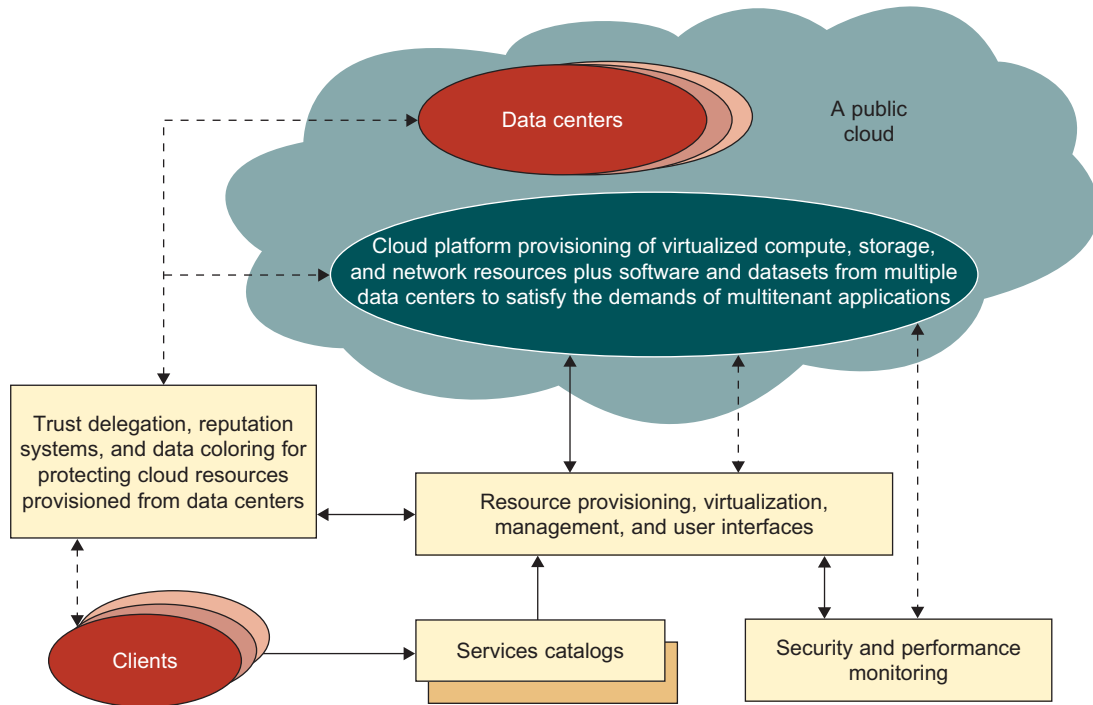 Data centers
A public
cloud
Cloud platform provisioning of virtualized compute, storage,
and network resources plus software and datasets from multiple
data centers to satisfy the demands of multitenant applications
Trust delegation, reputation
systems, and data coloring for
protecting cloud resources
provisioned from data centers
Resource provisioning, virtualization,
management, and user interfaces
Clients
Services catalogs
Security and performance
monitoring